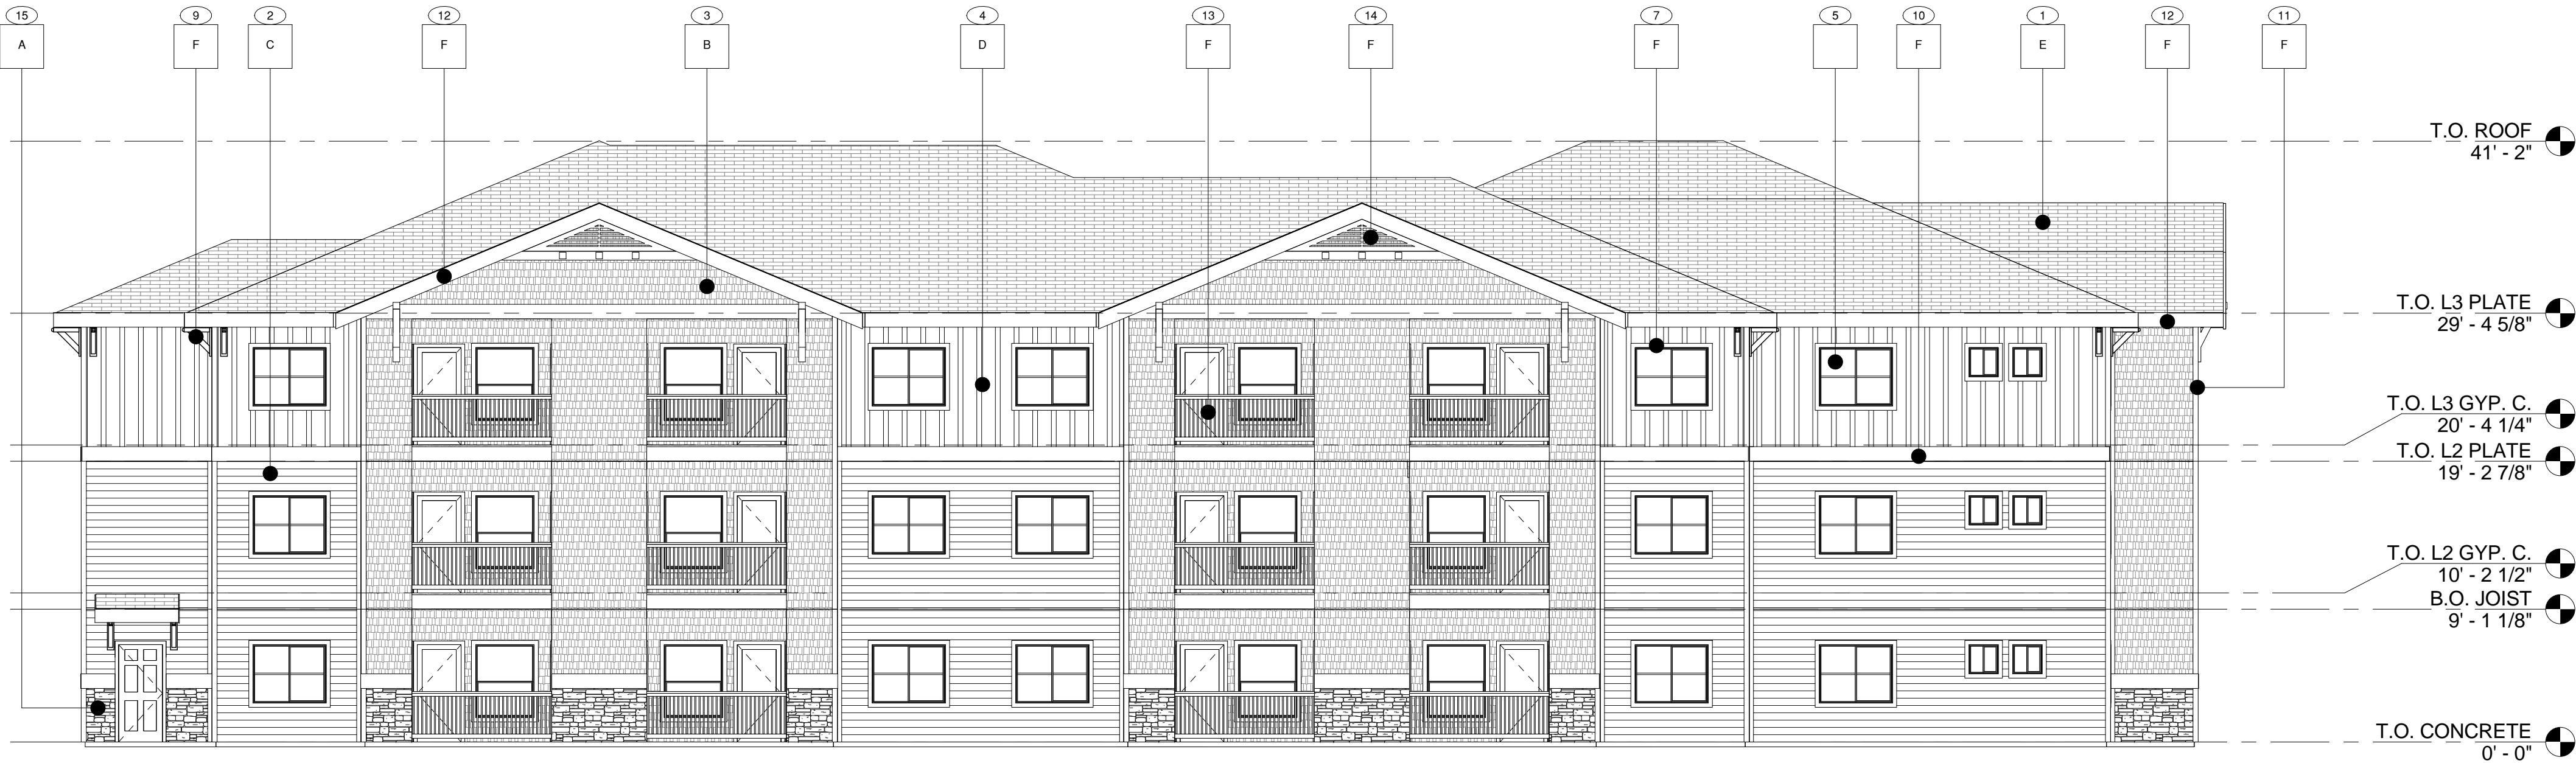 15
9
2
12
3
4
13
14
7
5
10
1
12
11
A
F
C
F
B
D
F
F
F
F
E
F
F
T.O. ROOF
41' - 2"
T.O. L3 PLATE
29' - 4 5/8"
T.O. L3 GYP. C.
20' - 4 1/4"
T.O. L2 PLATE
19' - 2 7/8"
T.O. L2 GYP. C.
10' - 2 1/2"
B.O. JOIST
9' - 1 1/8"
T.O. CONCRETE
0' - 0"